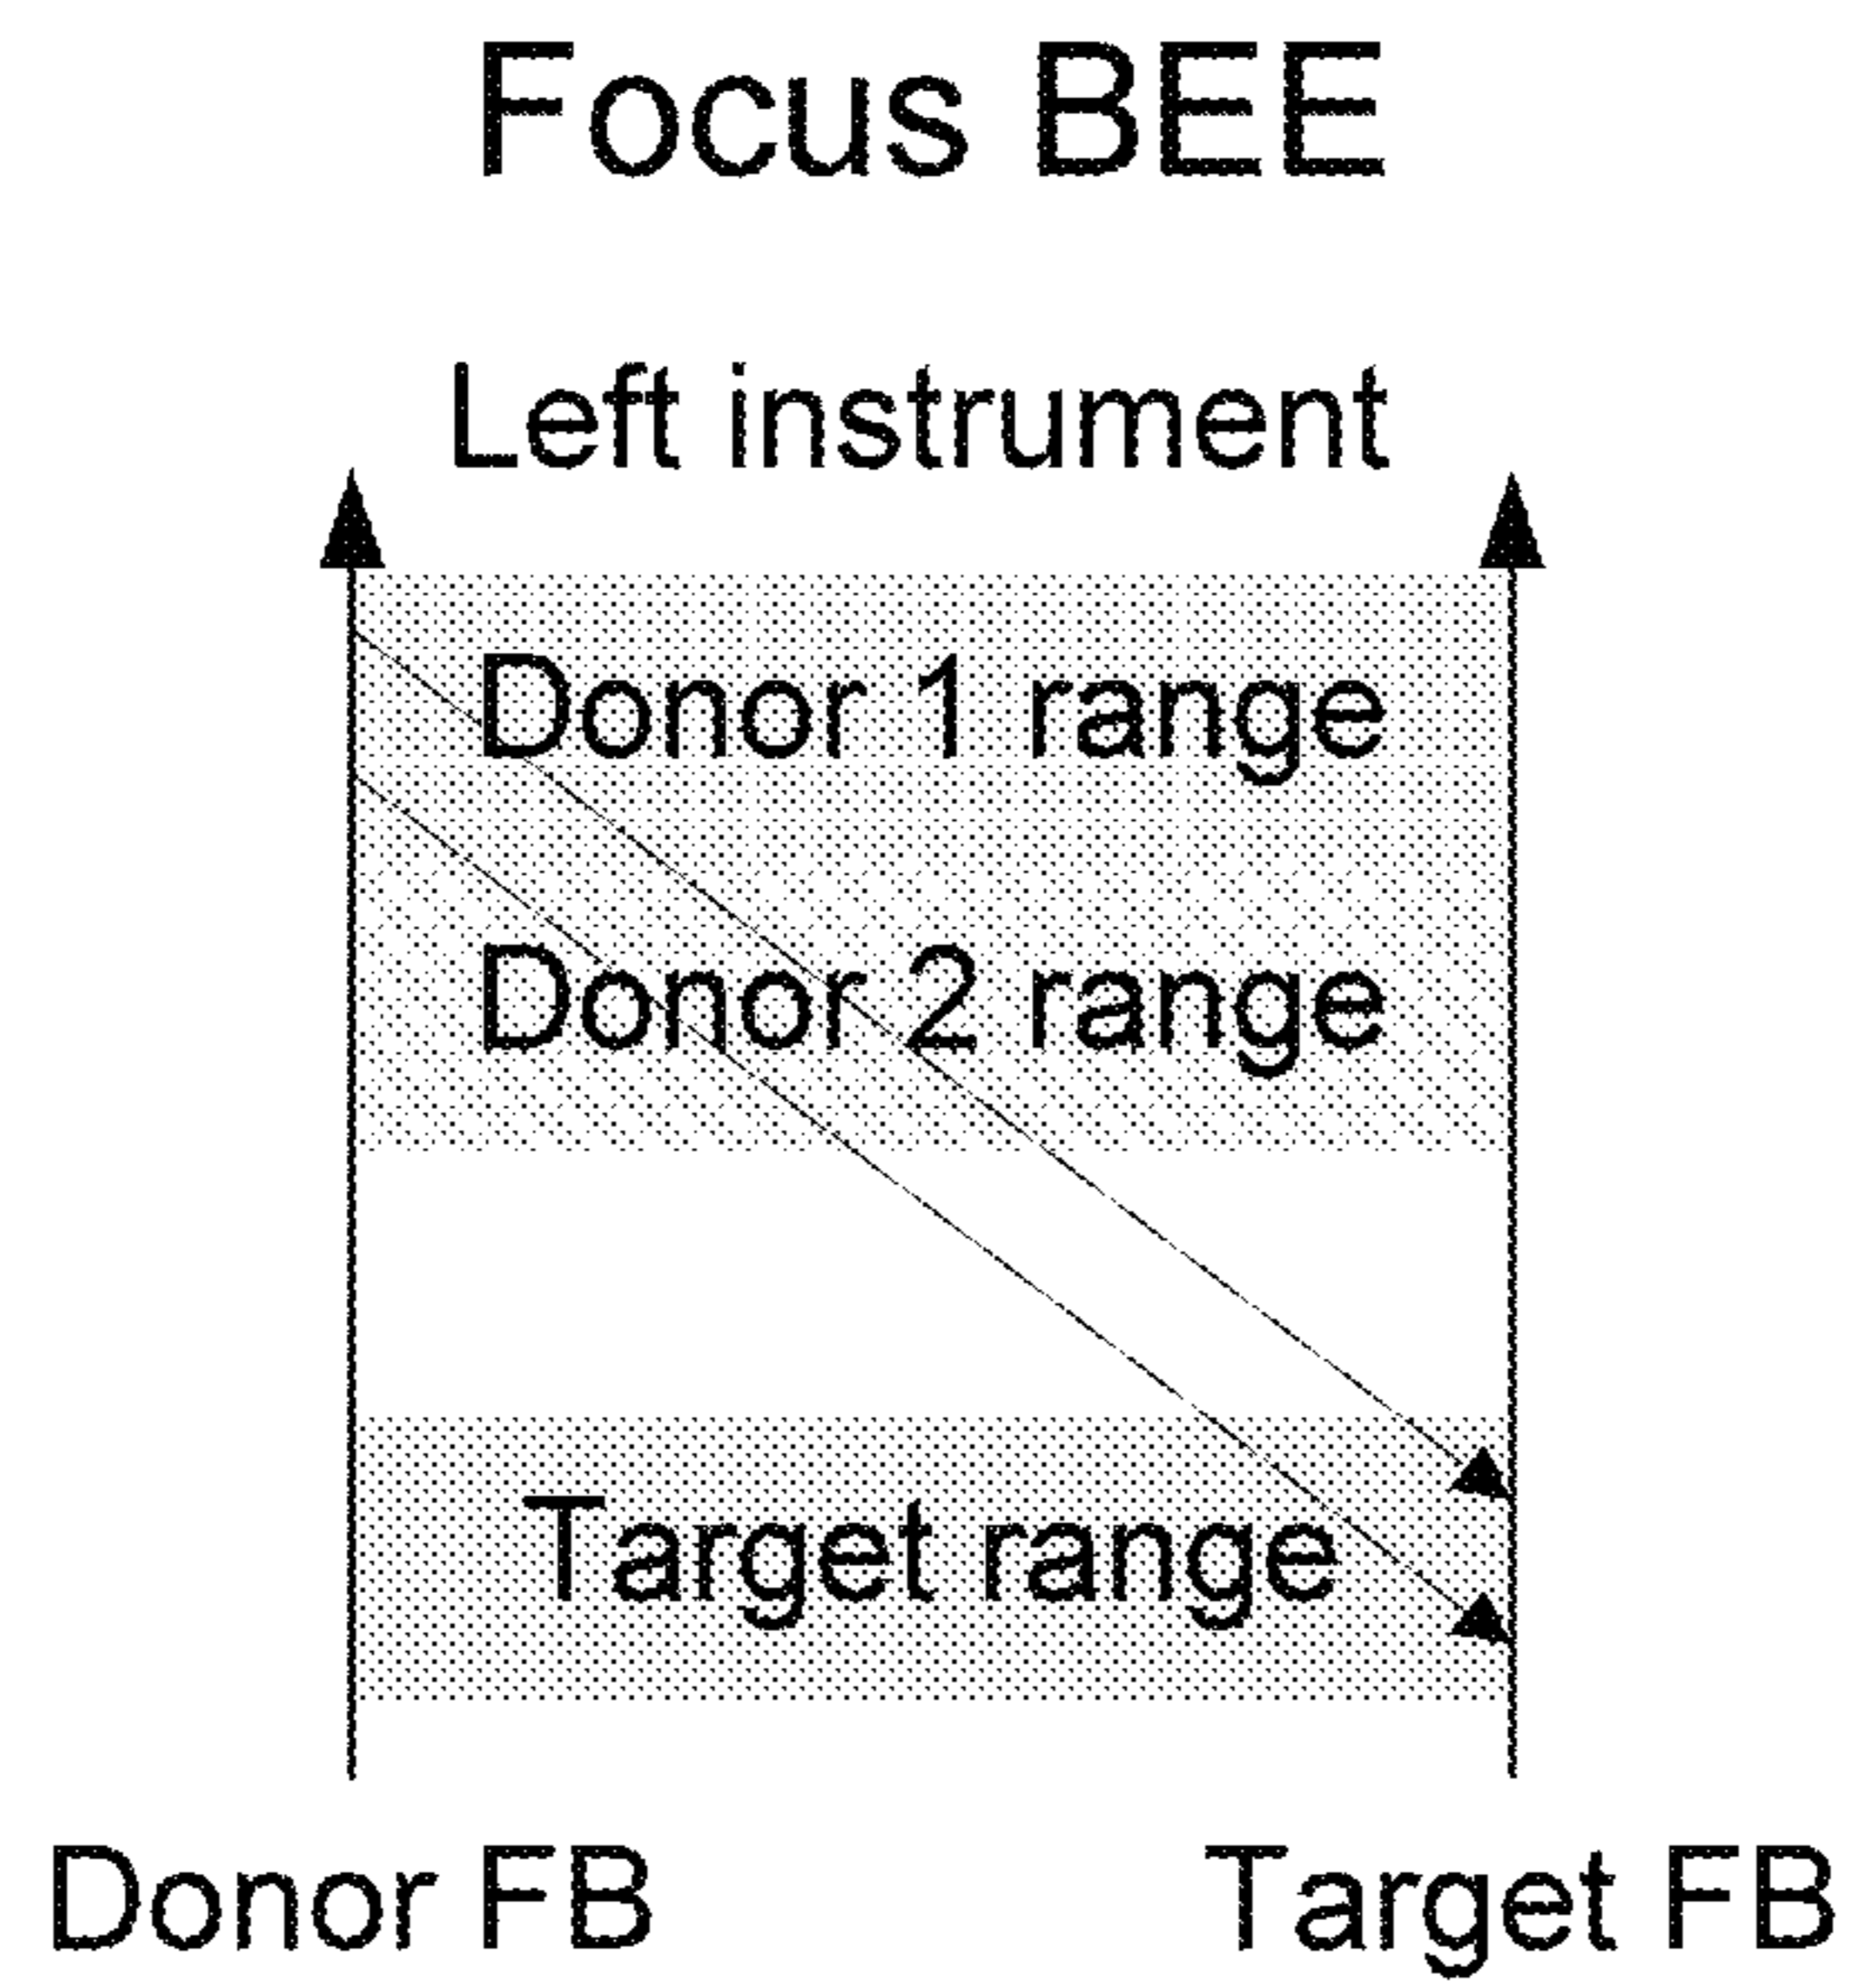 Focus BEE
Left instrument
Donor 1 range
Donor 2 range
Target range
Donor FB
Target FB